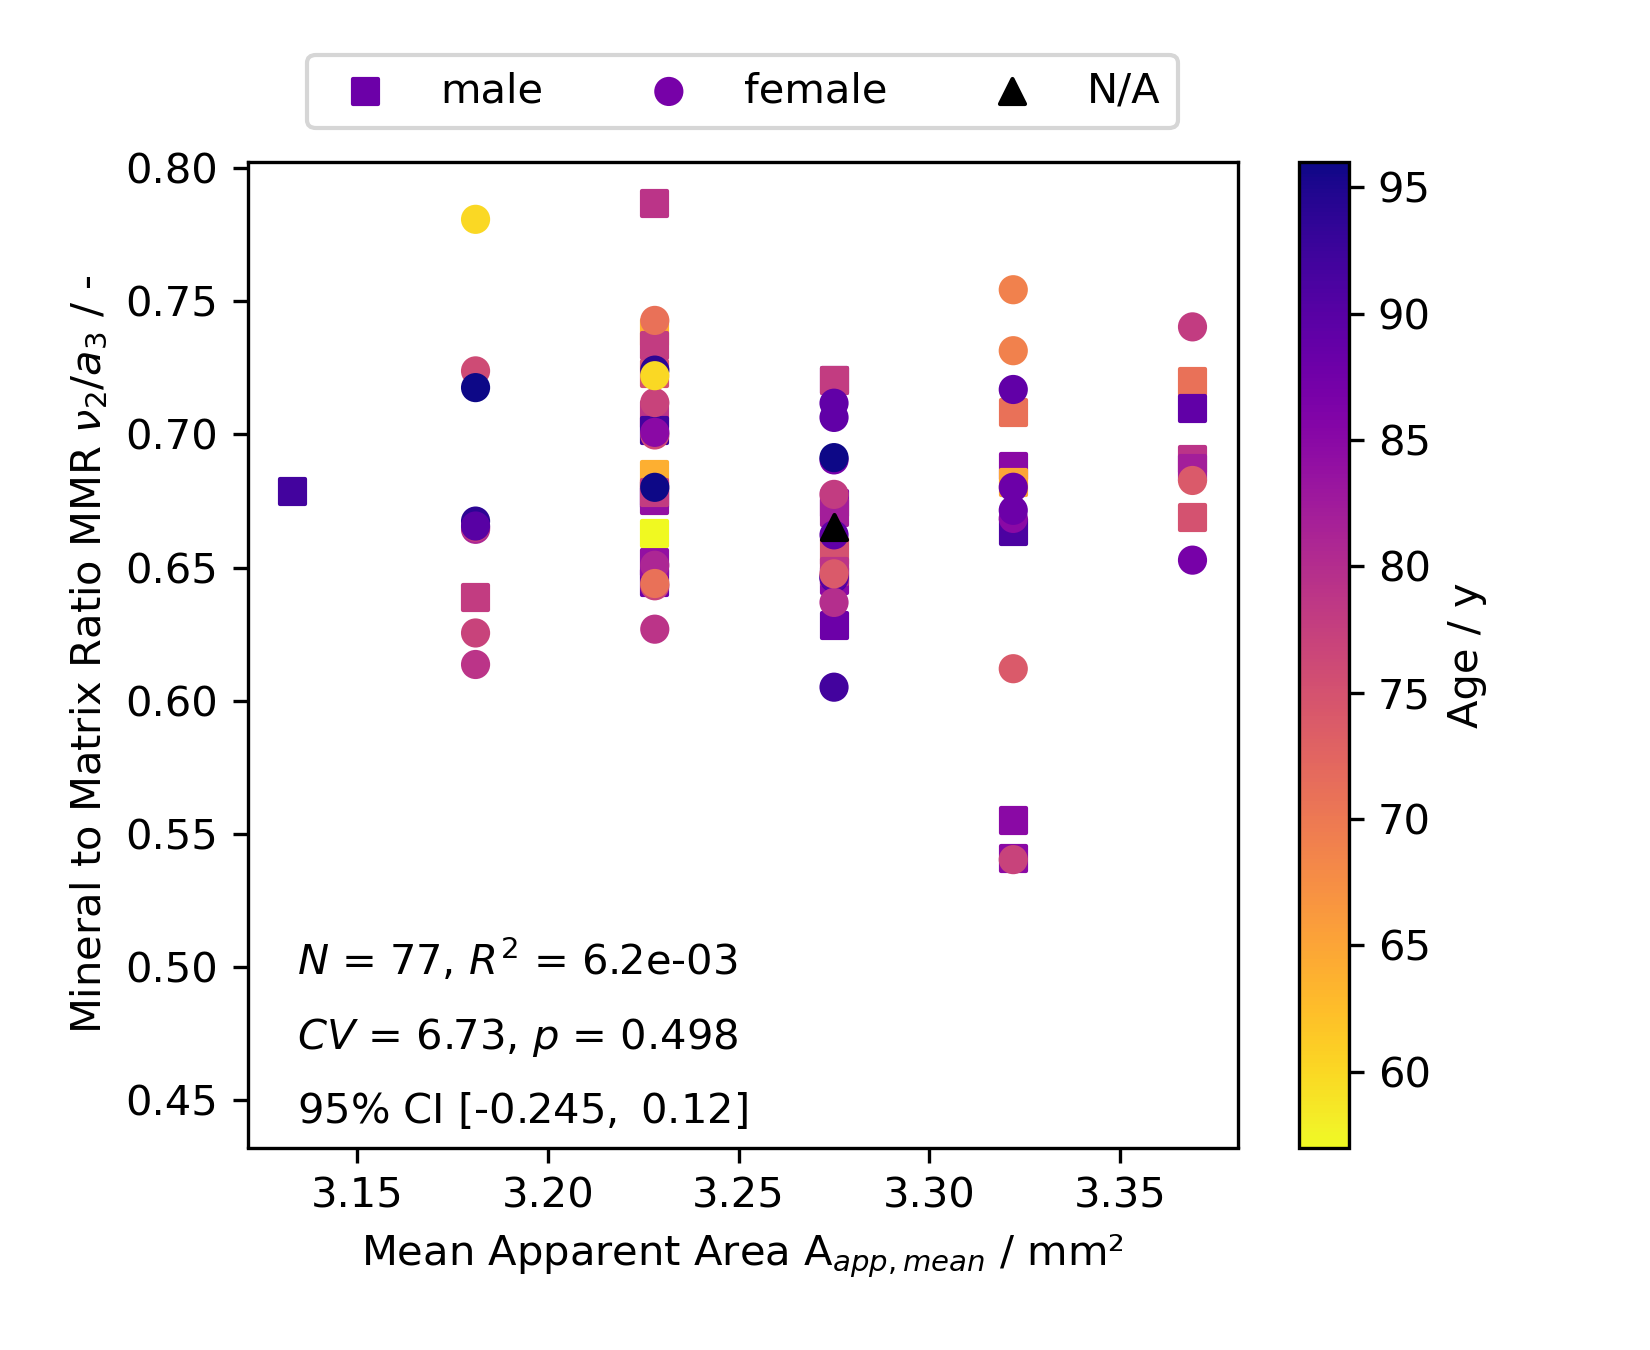 male female N/A
0.80
0.75
0.70
0.65
0.60
0.55
0.50
0.45
Mineral to Matrix Ratio MMR ν₂/a₃ / -
N = 77, R² = 6.2e-03
CV = 6.73, p = 0.498
95% CI [-0.245, 0.12]
3.15 3.20 3.25 3.30 3.35
Mean Apparent Area A_app,mean / mm²
95
90
85
80
75
70
65
60
Age / y